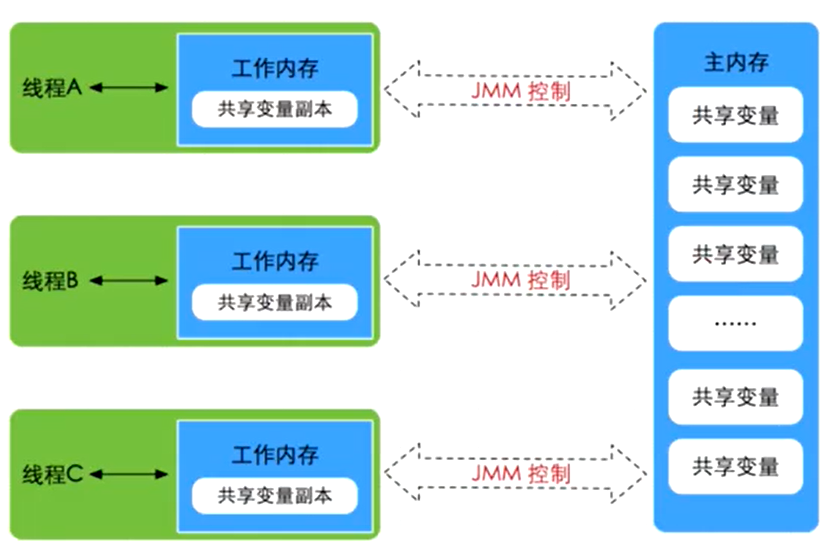 线程A
工作内存
共享变量副本
JMM 控制
线程B
工作内存
共享变量副本
JMM 控制
线程C
工作内存
共享变量副本
JMM 控制
主内存
共享变量
共享变量
共享变量
······
共享变量
共享变量